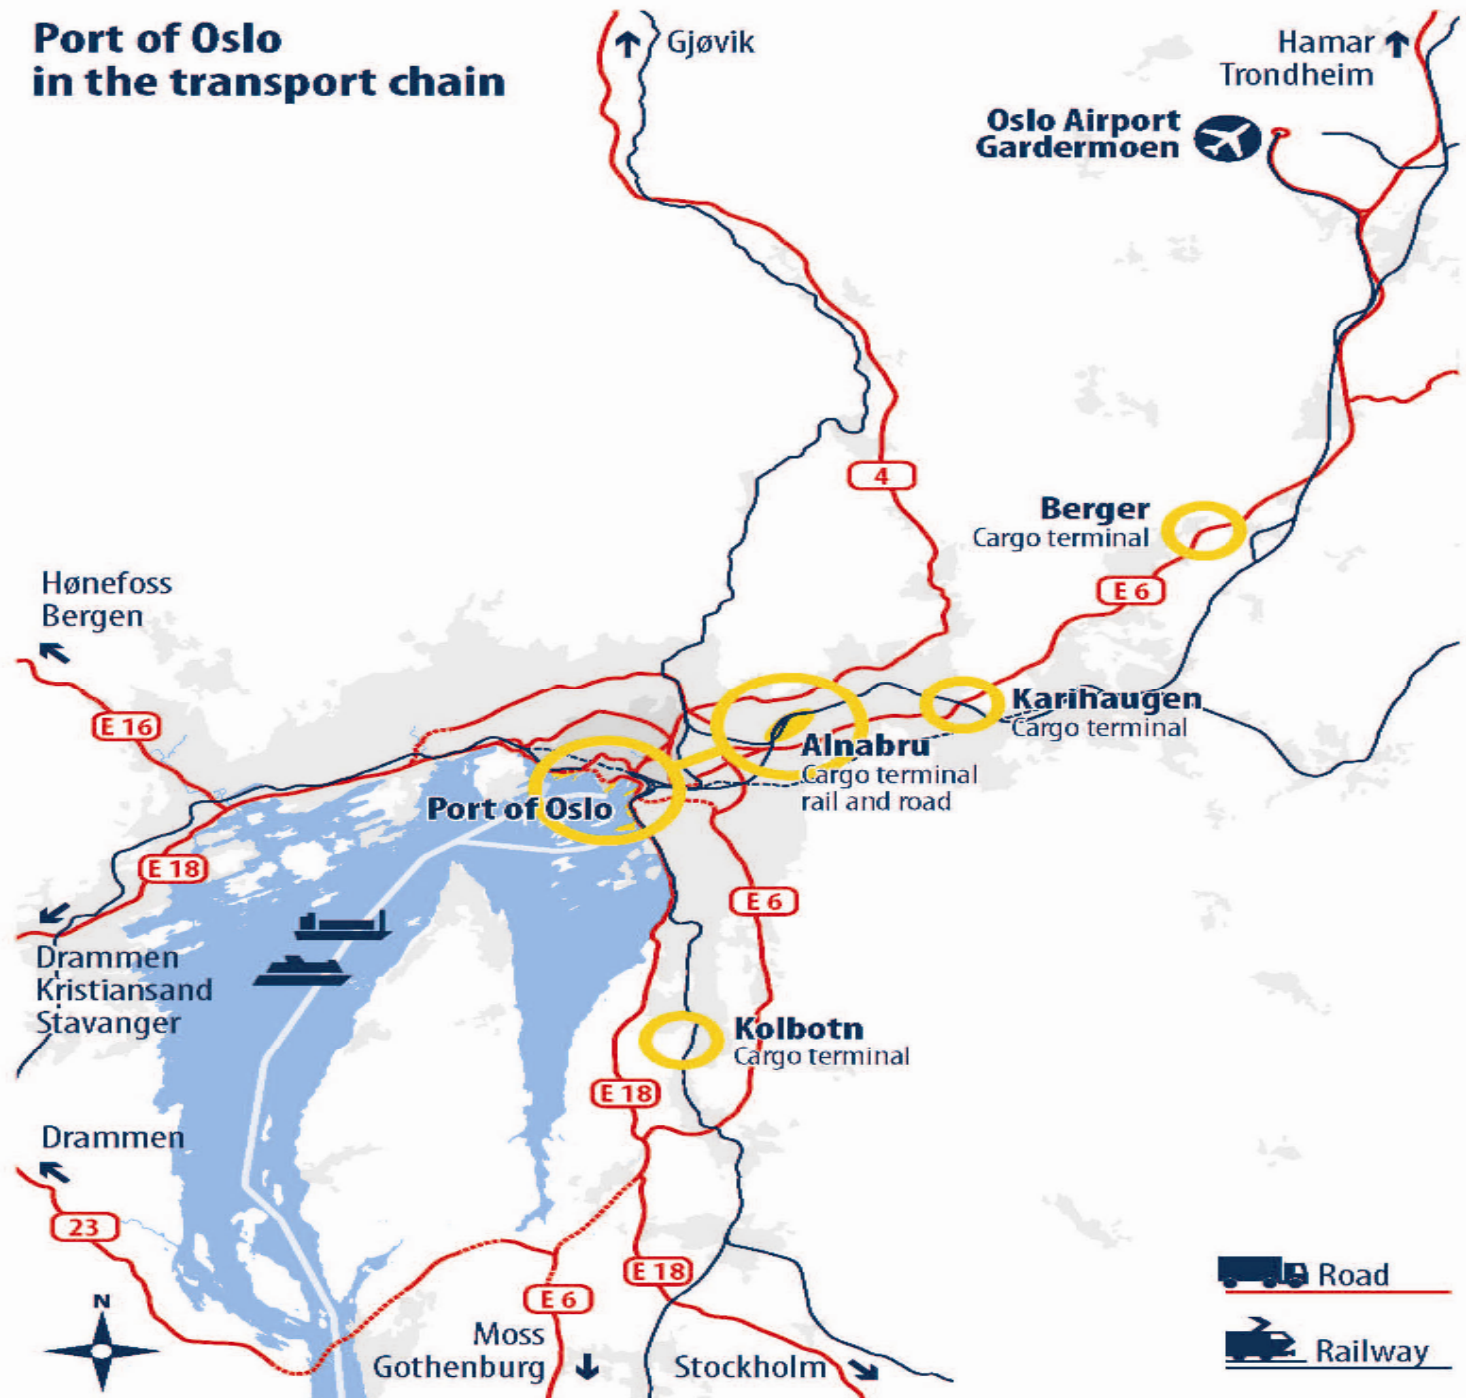 Port of Oslo
in the transport chain
Gjøvik
Hamar
Trondheim
Oslo Airport
Gardermoen
4
Berger
Cargo terminal
E 6
Hønefoss
Bergen
E 16
Karihaugen
Cargo terminal
Alnabru
Cargo terminal
rail and road
Port of Oslo
E 18
E 6
Drammen
Kristiansand
Stavanger
Kolbotn
Cargo terminal
E 18
Drammen
23
E 18
E 6
N
Moss
Gothenburg
Stockholm
Road
Railway